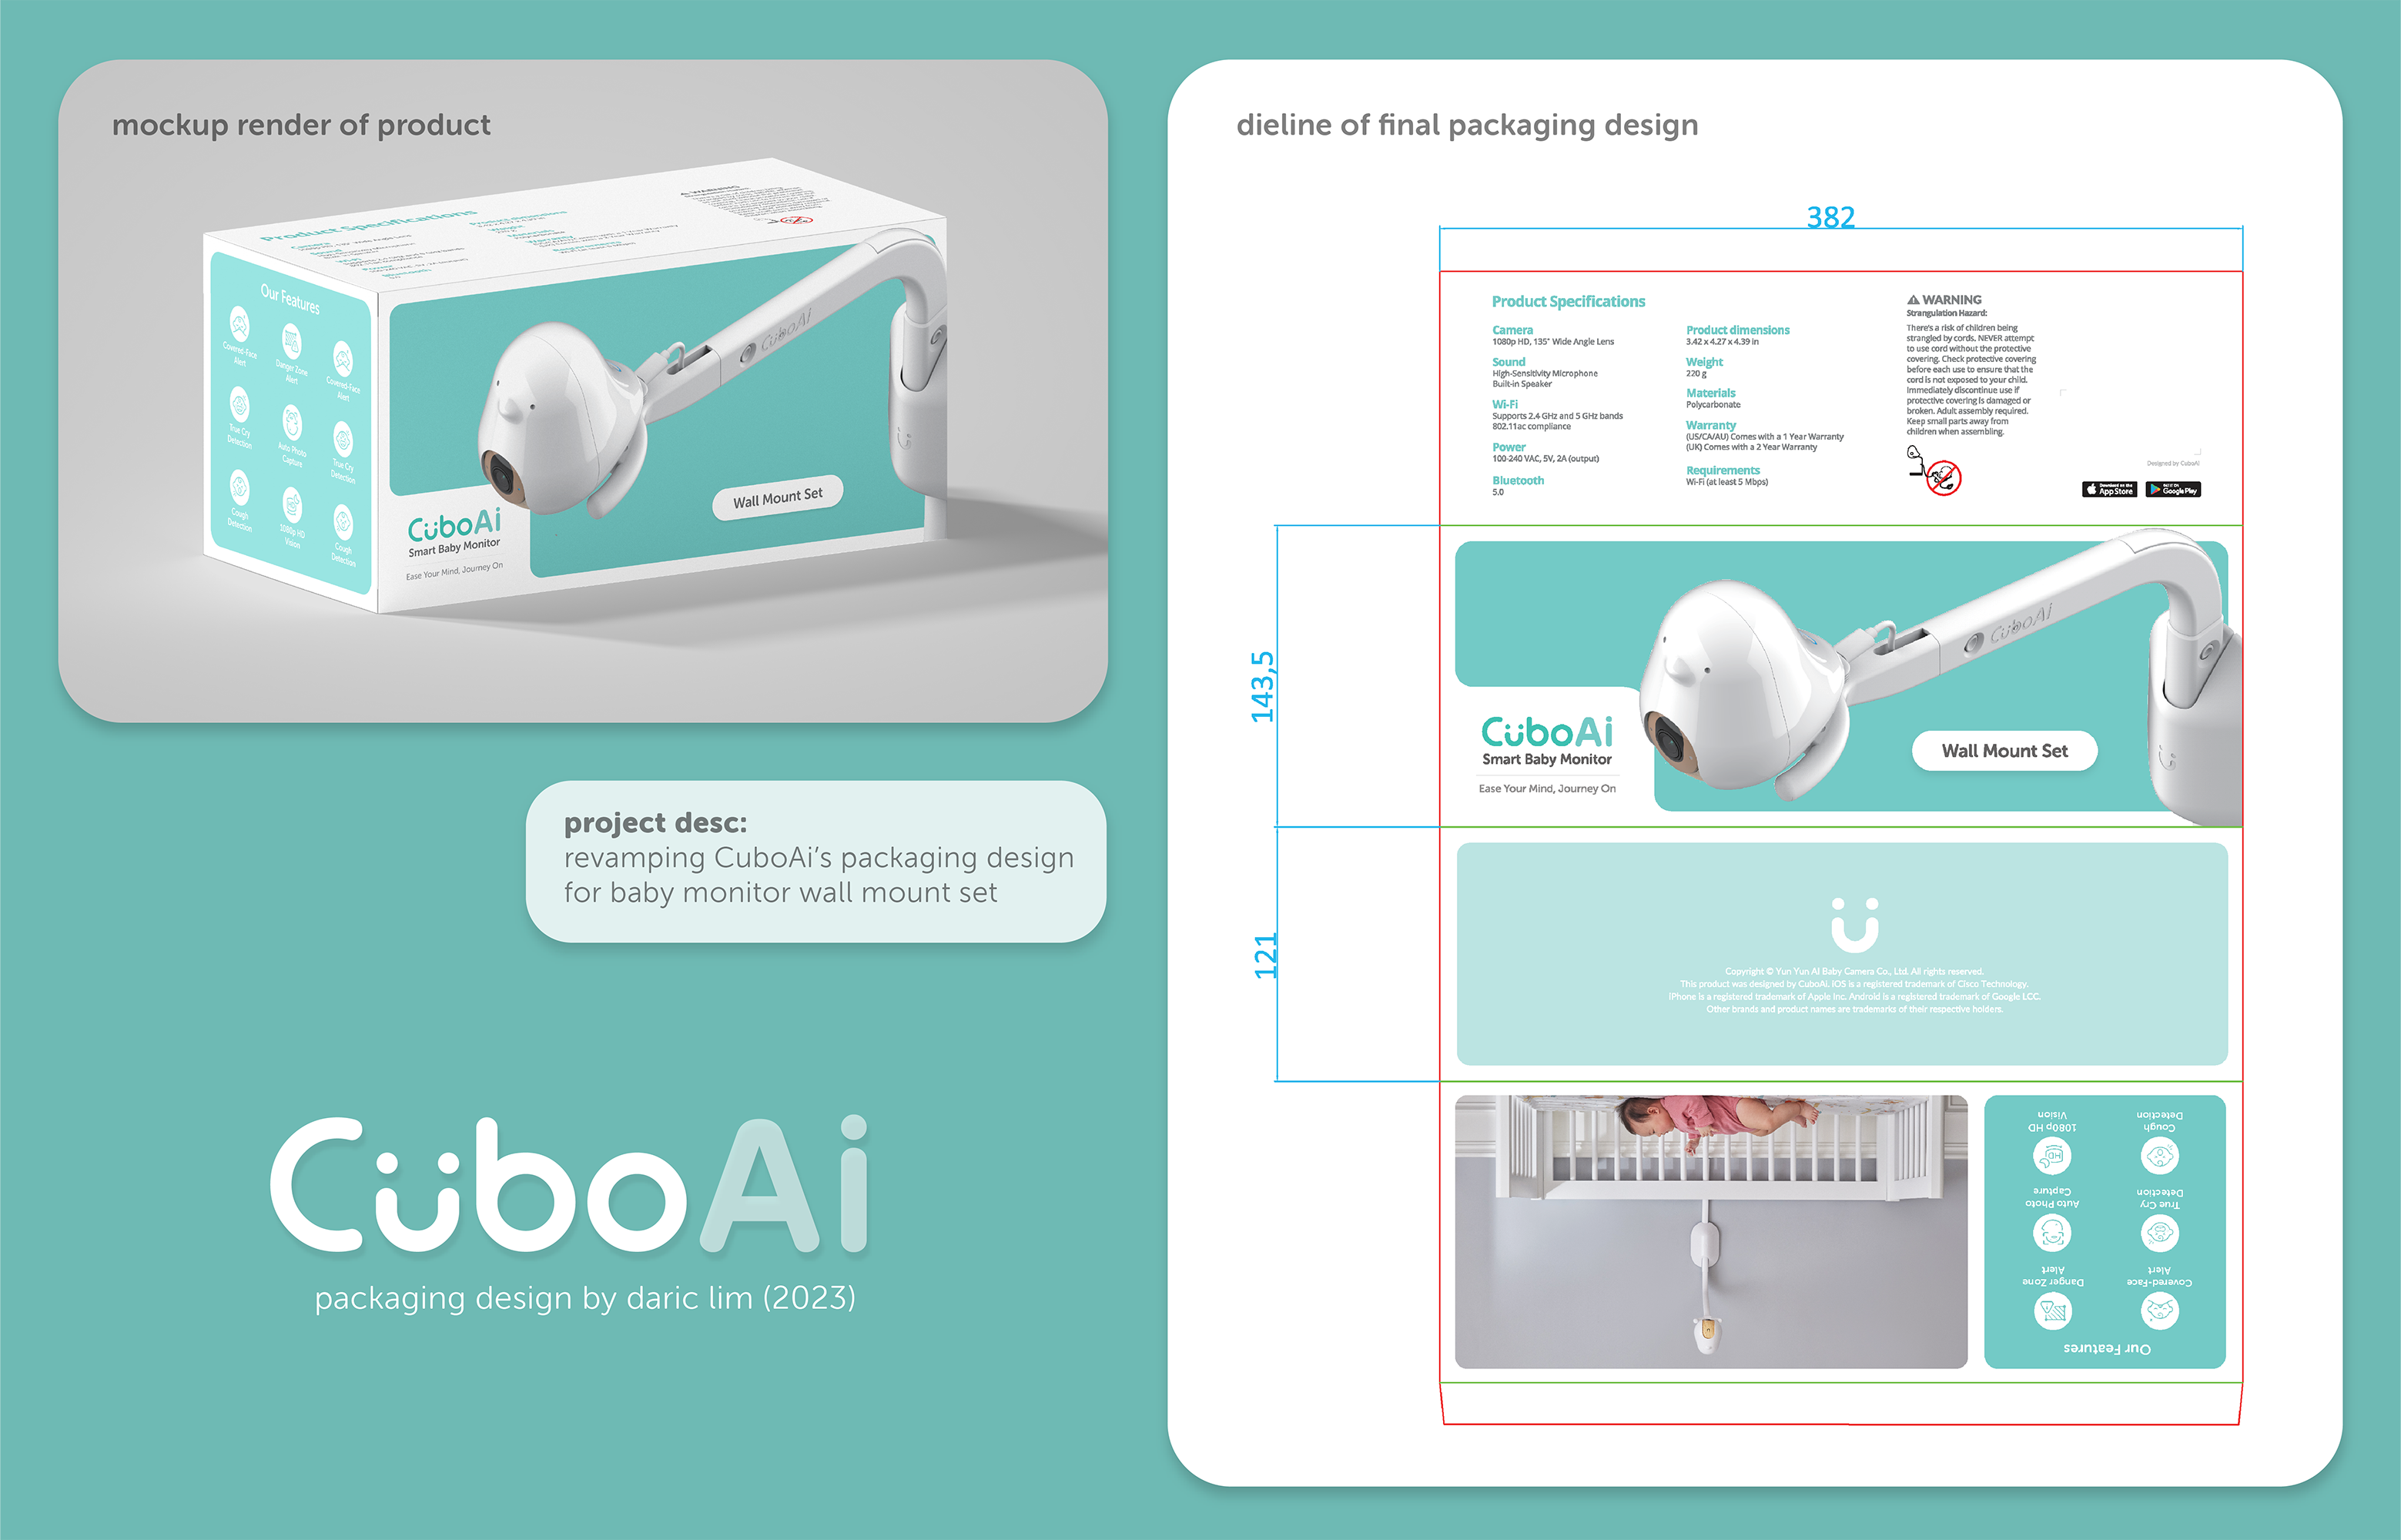 mockup render of product
Product Specifications
WARNING
Our Features
Covered-Face
Alert
Danger Zone
Alert
Covered-Face
Alert
True Cry
Detection
Auto Photo
Capture
True Cry
Detection
Cough
Detection
1080p HD
Vision
Cough
Detection
CuboAi
CuboAi
Smart Baby Monitor
Ease Your Mind, Journey On
Wall Mount Set
project desc:
revamping CuboAi's packaging design
for baby monitor wall mount set
CuboAi
packaging design by daric lim (2023)
dieline of final packaging design
382
143,5
121
Product Specifications
Camera
1080p HD, 135° Wide Angle Lens
Sound
High-Sensitivity Microphone
Built-in Speaker
Wi-Fi
Supports 2.4 GHz and 5 GHz bands
802.11ac compliance
Power
100-240 VAC, 5V, 2A (output)
Bluetooth
5.0
Product dimensions
3.42 x 4.27 x 4.39 in
Weight
220 g
Materials
Polycarbonate
Warranty
(US/CA/AU) Comes with a 1 Year Warranty
(UK) Comes with a 2 Year Warranty
Requirements
Wi-Fi (at least 5 Mbps)
WARNING
Strangulation Hazard:
There's a risk of children being
strangled by cords. NEVER attempt
to use cord without the protective
covering. Check protective covering
before each use to ensure that the
cord is not exposed to your child.
Immediately discontinue use if
protective covering is damaged or
broken. Adult assembly required.
Keep small parts away from
children when assembling.
Designed by CuboAi
Download on the
App Store
GET IT ON
Google Play
CuboAi
CuboAi
Smart Baby Monitor
Ease Your Mind, Journey On
Wall Mount Set
Copyright © Yun Yun AI Baby Camera Co., Ltd. All rights reserved.
This product was designed by CuboAi. iOS is a registered trademark of Cisco Technology.
iPhone is a registered trademark of Apple Inc. Android is a registered trademark of Google LCC.
Other brands and product names are trademarks of their respective holders.
Our Features
Covered-Face
Alert
Danger Zone
Alert
True Cry
Detection
Auto Photo
Capture
Cough
Detection
1080p HD
Vision
HD